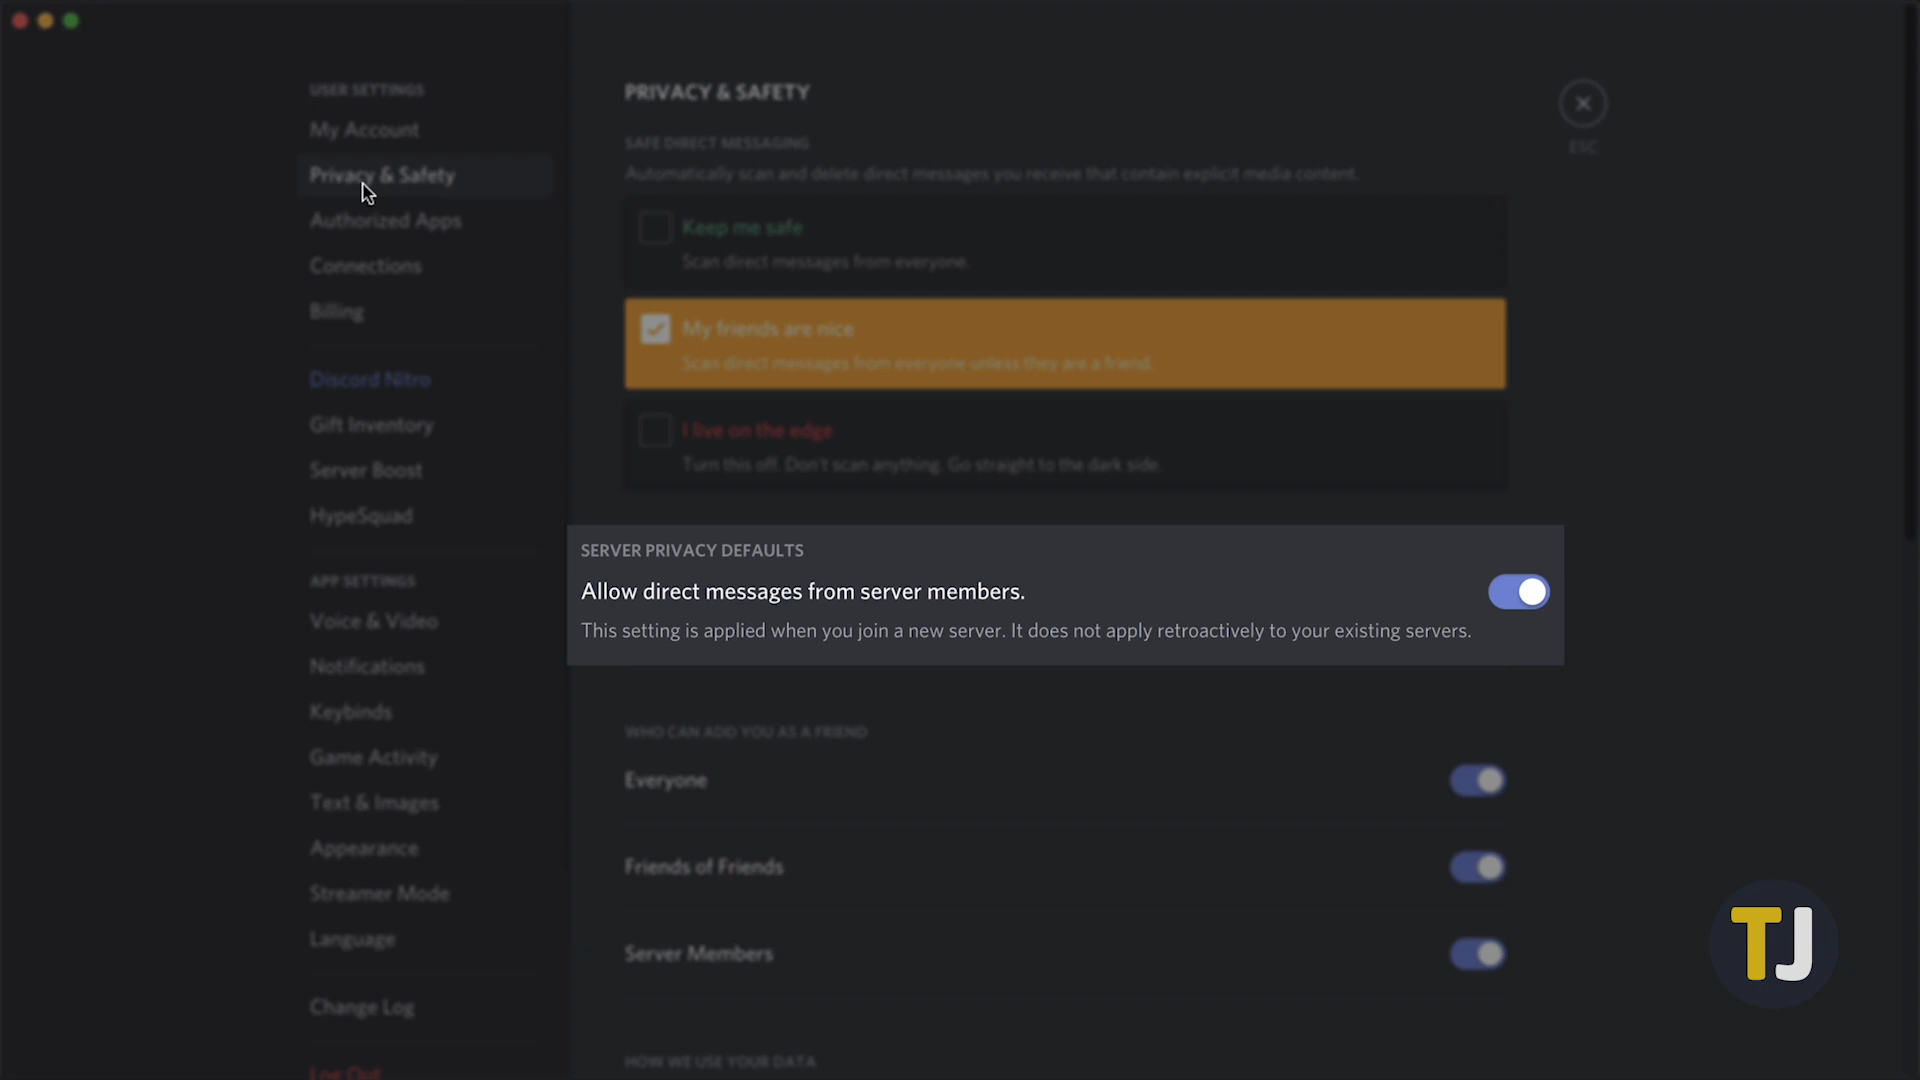 USER SETTINGS
My Account
Privacy & Safety
Authorized Apps
Connections
Billing
Discord Nitro
Gift Inventory
Server Boost
HypeSquad
APP SETTINGS
Voice & Video
Notifications
Keybinds
Game Activity
Text & Images
Appearance
Streamer Mode
Language
Change Log
Log Out
PRIVACY & SAFETY
ESC
SAFE DIRECT MESSAGING
Automatically scan and delete direct messages you receive that contain explicit media content.
Keep me safe
Scan direct messages from everyone.
My friends are nice
Scan direct messages from everyone unless they are a friend.
I live on the edge
Turn this off. Don't scan anything. Go straight to the dark side.
SERVER PRIVACY DEFAULTS
Allow direct messages from server members.
This setting is applied when you join a new server. It does not apply retroactively to your existing servers.
WHO CAN ADD YOU AS A FRIEND
Everyone
Friends of Friends
Server Members
HOW WE USE YOUR DATA
TJ